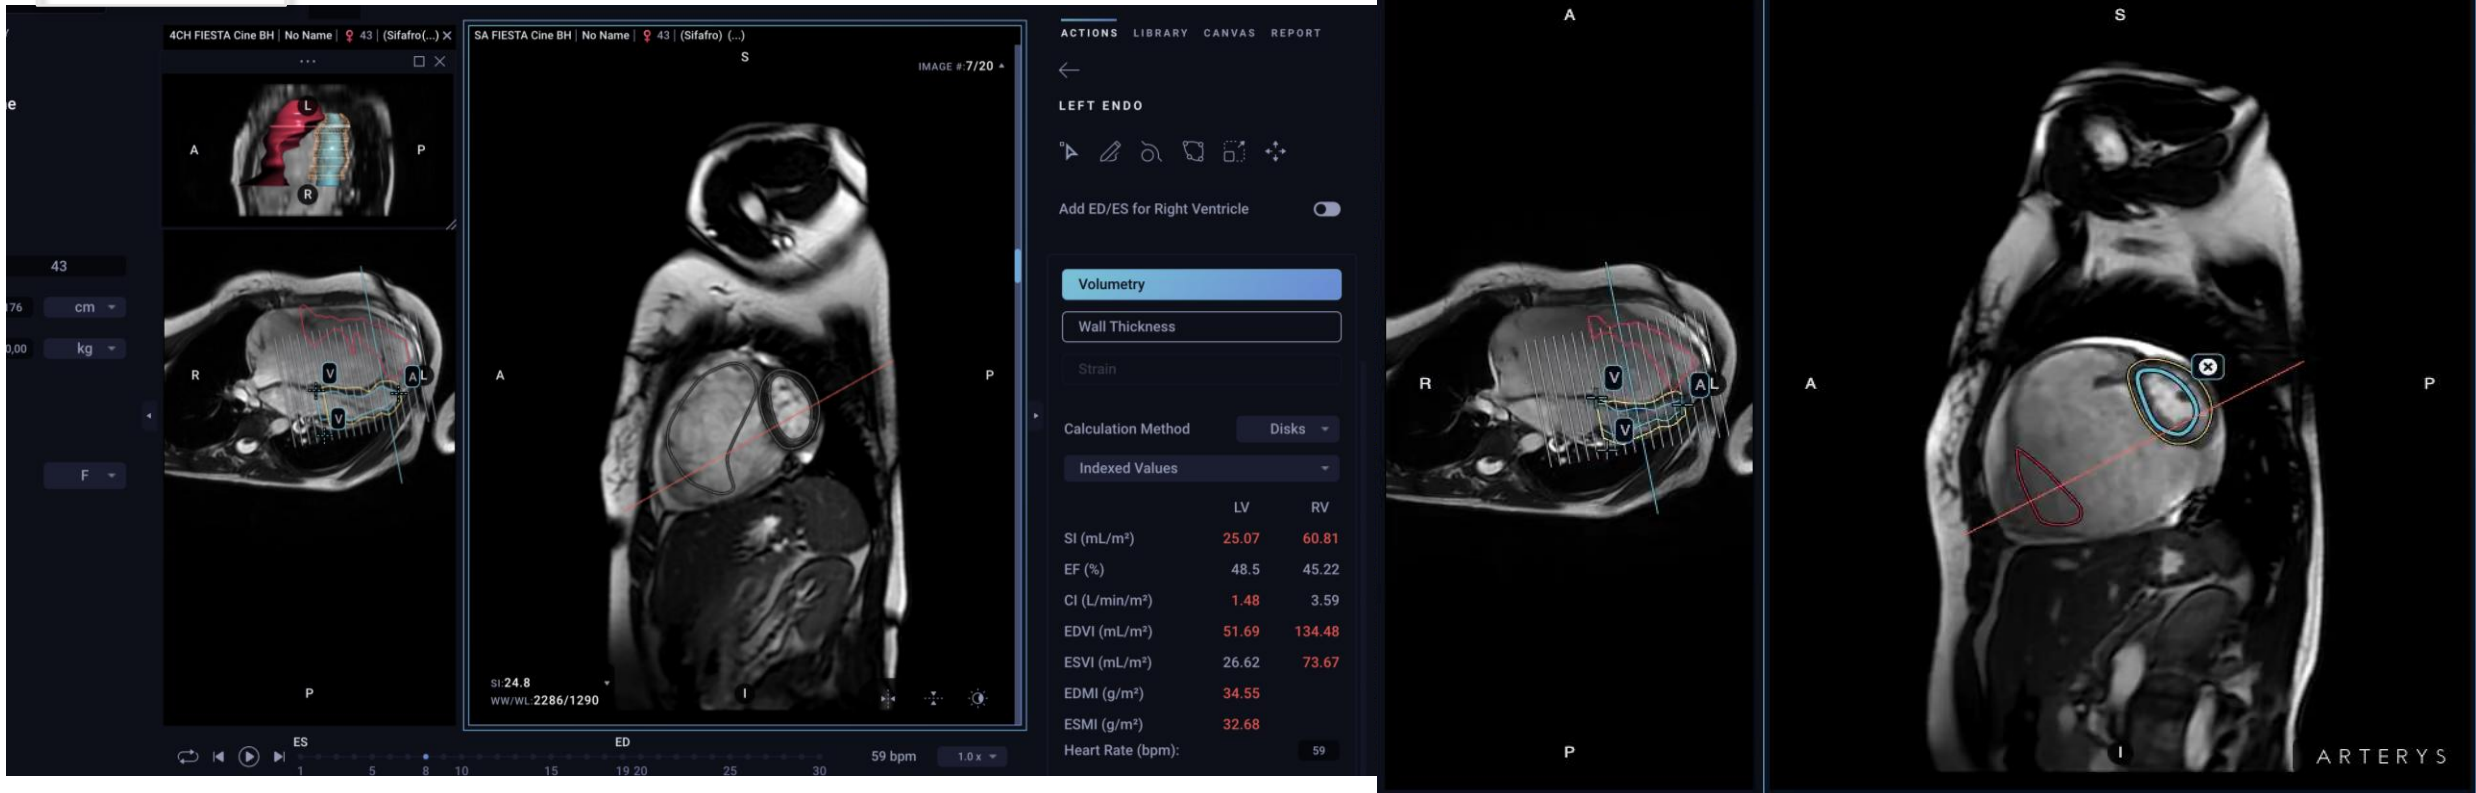 e
43
176
cm
0,00
kg
F
4CH FIESTA Cine BH | No Name | ♀ 43 | (Sifafro(...)
L
A
P
R
R
V
A
L
V
P
SA FIESTA Cine BH | No Name | ♀ 43 | (Sifafro) (...)
S
IMAGE #:7/20
A
P
SI:24.8
WW/WL:2286/1290
I
ES
ED
1
5
8
10
15
19 20
25
30
59 bpm
1.0 x
ACTIONS LIBRARY CANVAS REPORT
LEFT ENDO
Add ED/ES for Right Ventricle
Volumetry
Wall Thickness
Strain
Calculation Method Disks
Indexed Values
LV RV
SI (mL/m²) 25.07 60.81
EF (%) 48.5 45.22
CI (L/min/m²) 1.48 3.59
EDVI (mL/m²) 51.69 134.48
ESVI (mL/m²) 26.62 73.67
EDMI (g/m²) 34.55
ESMI (g/m²) 32.68
Heart Rate (bpm): 59
A
R
V
A
L
V
P
S
A
P
I
ARTERYS